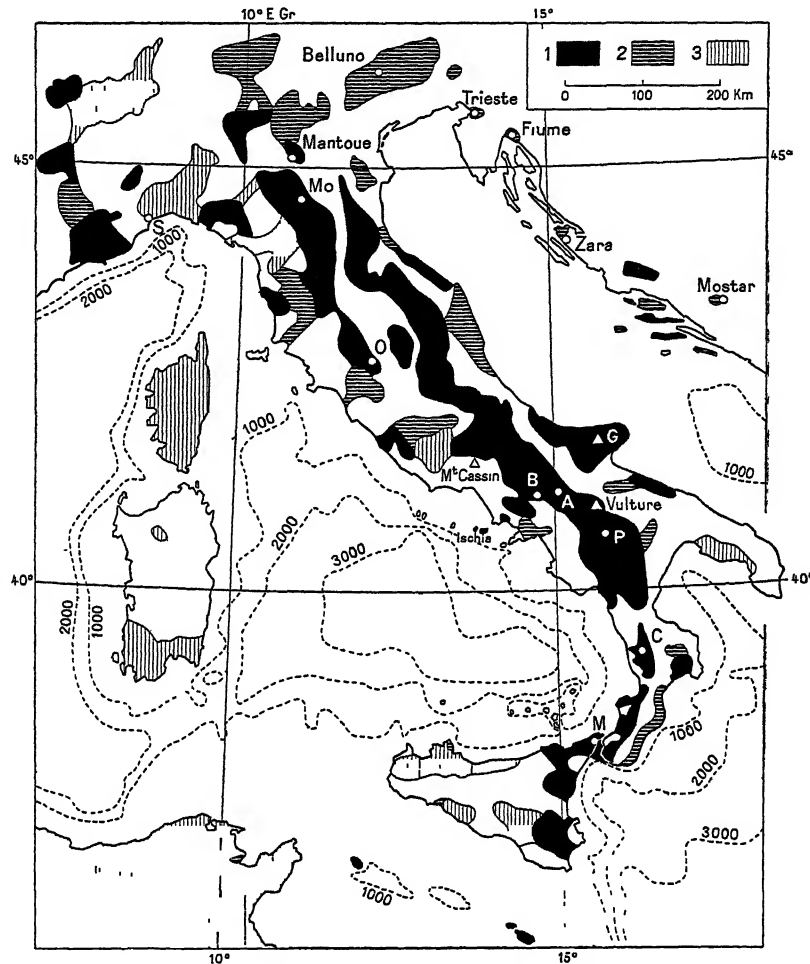 10° E Gr
15°
Belluno
1
2
3
0
100
200 Km
Trieste
Fiume
Mantoue
45°
45°
Mo
S
Zara
1000
2000
Mostar
O
1000
G
1000
Mt Cassin
B
A
Vulture
2000
Ischia
P
3000
40°
40°
2000
1000
2000
C
M
1000
2000
3000
1000
10°
15°